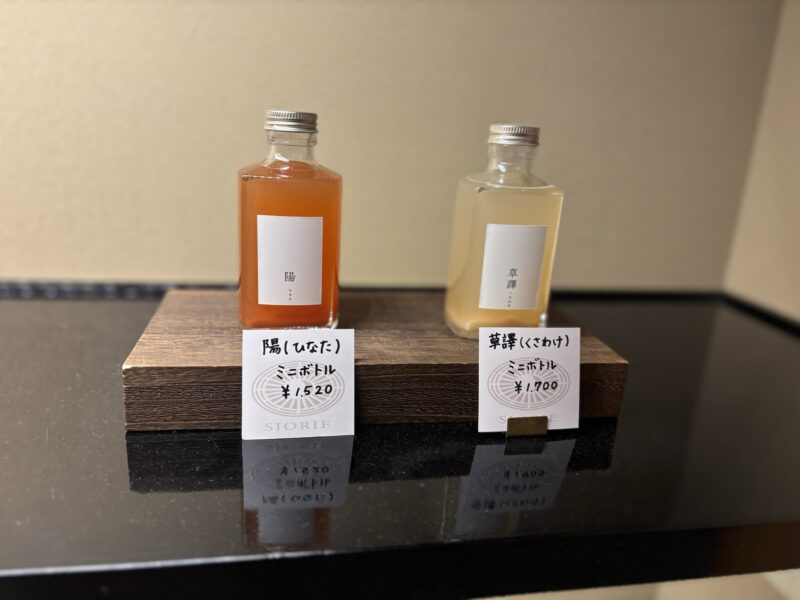 陽
草譯
陽(ひなた)
ミニボトル
¥1.520
SIORIE
草譯(くさわけ)
ミニボトル
¥1.700